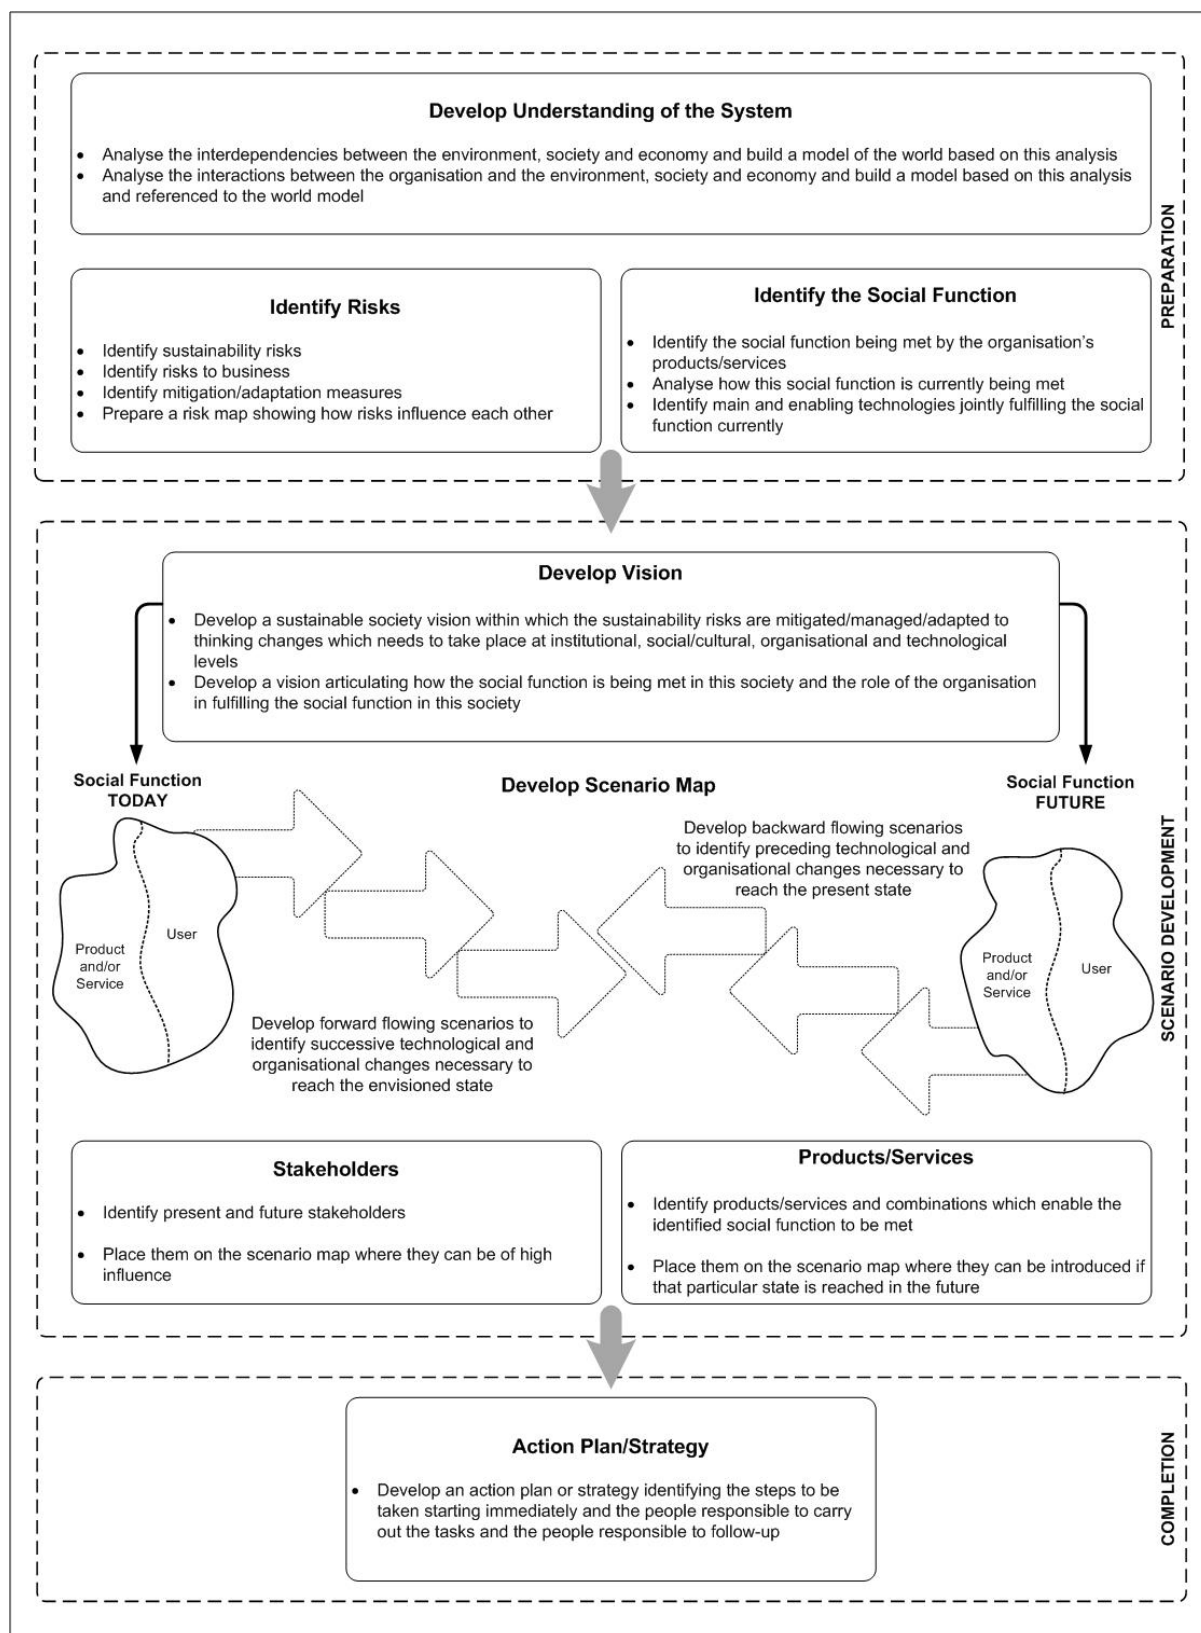 Develop Understanding of the System
• Analyse the interdependencies between the environment, society and economy and build a model of the world based on this analysis
• Analyse the interactions between the organisation and the environment, society and economy and build a model based on this analysis
and referenced to the world model
PREPARATION
Identify Risks
• Identify sustainability risks
• Identify risks to business
• Identify mitigation/adaptation measures
• Prepare a risk map showing how risks influence each other
Identify the Social Function
• Identify the social function being met by the organisation's
products/services
• Analyse how this social function is currently being met
• Identify main and enabling technologies jointly fulfilling the social
function currently
Develop Vision
• Develop a sustainable society vision within which the sustainability risks are mitigated/managed/adapted to
thinking changes which needs to take place at institutional, social/cultural, organisational and technological
levels
• Develop a vision articulating how the social function is being met in this society and the role of the organisation
in fulfilling the social function in this society
SCENARIO DEVELOPMENT
Social Function
TODAY
Develop Scenario Map
Social Function
FUTURE
Develop backward flowing scenarios
to identify preceding technological and
organisational changes necessary to
reach the present state
Product
and/or
Service
User
Product
and/or
Service
User
Develop forward flowing scenarios to
identify successive technological and
organisational changes necessary to
reach the envisioned state
Stakeholders
• Identify present and future stakeholders
• Place them on the scenario map where they can be of high
influence
Products/Services
• Identify products/services and combinations which enable the
identified social function to be met
• Place them on the scenario map where they can be introduced if
that particular state is reached in the future
Action Plan/Strategy
• Develop an action plan or strategy identifying the steps to be
taken starting immediately and the people responsible to carry
out the tasks and the people responsible to follow-up
COMPLETION